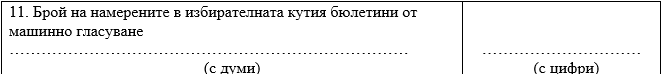 11. Брой на намерените в избирателната кутия бюлетини от
машинно гласуване
…………………………………………………………………… …………………………
(с думи) (с цифри)